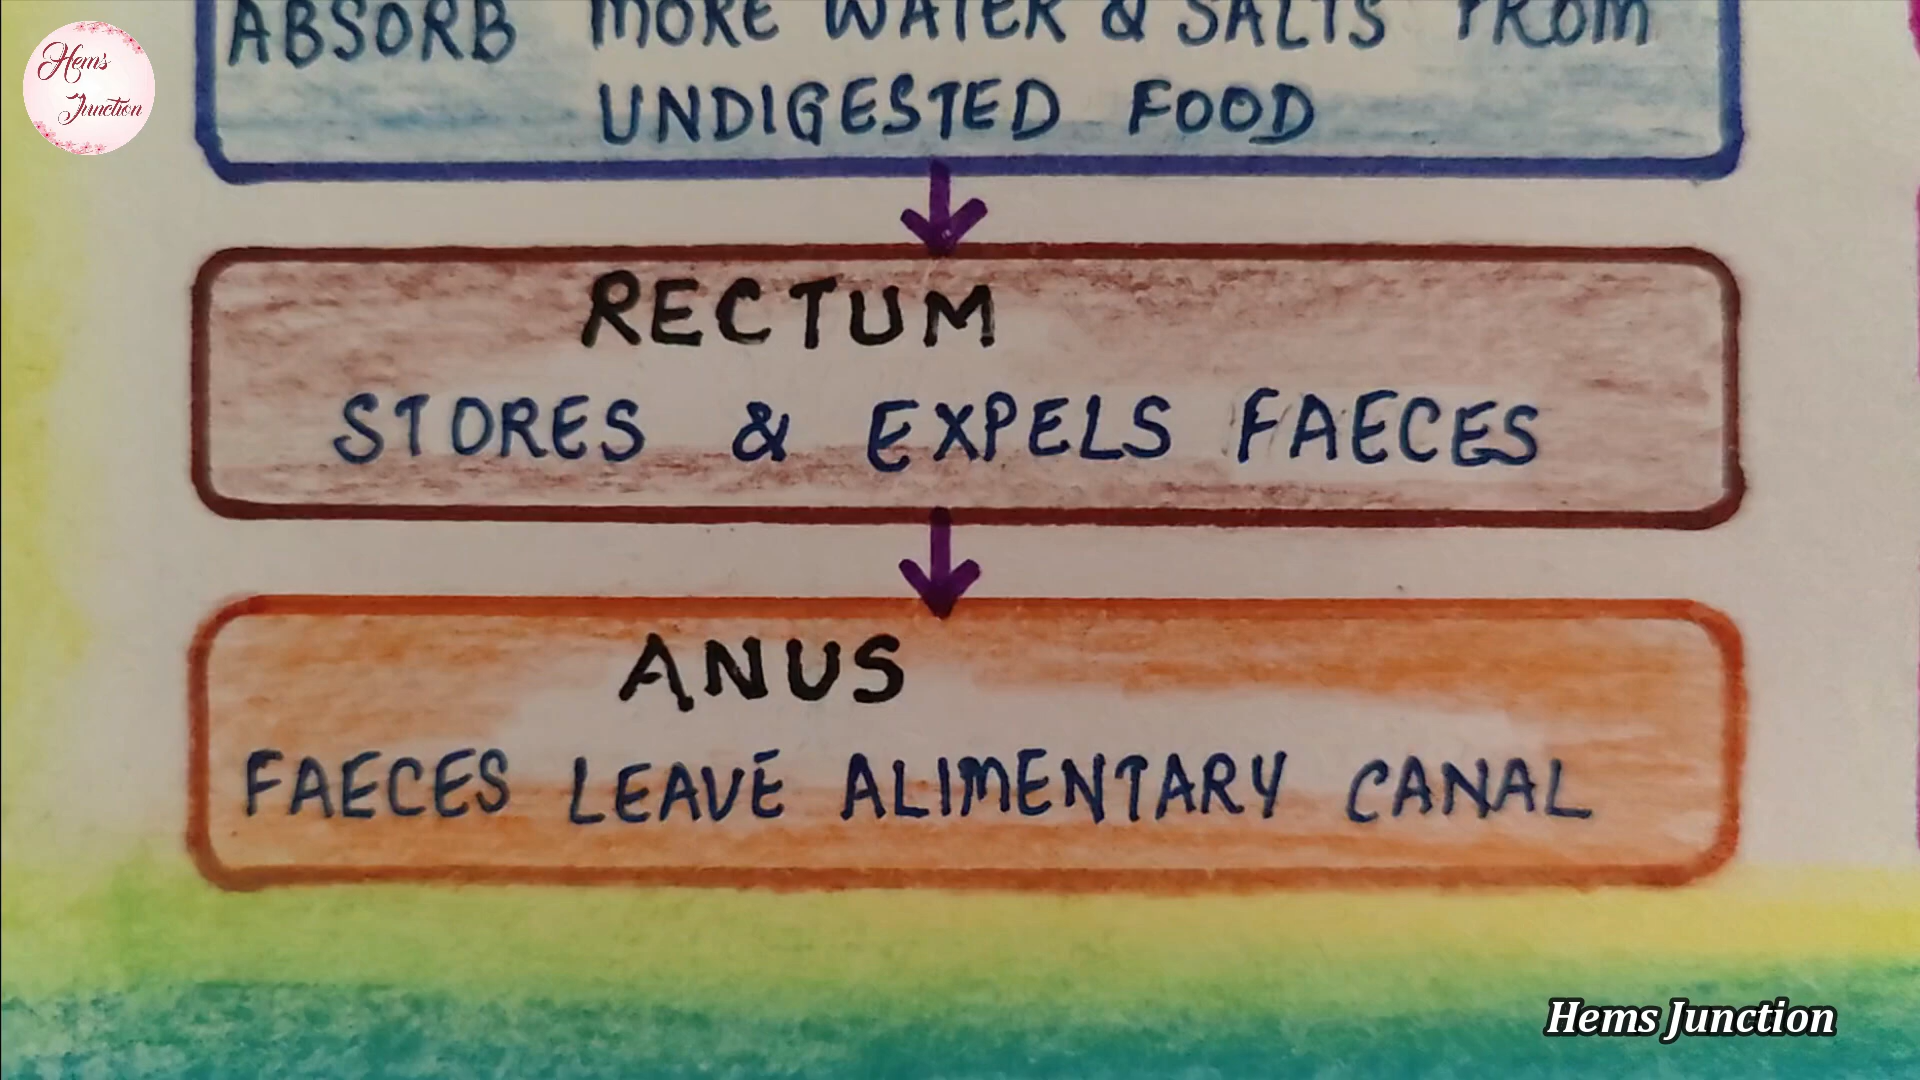 Hem's
Junction
ABSORB MORE WATER & SALTS FROM
UNDIGESTED FOOD
RECTUM
STORES & EXPELS FAECES
ANUS
FAECES LEAVE ALIMENTARY CANAL
Hems Junction